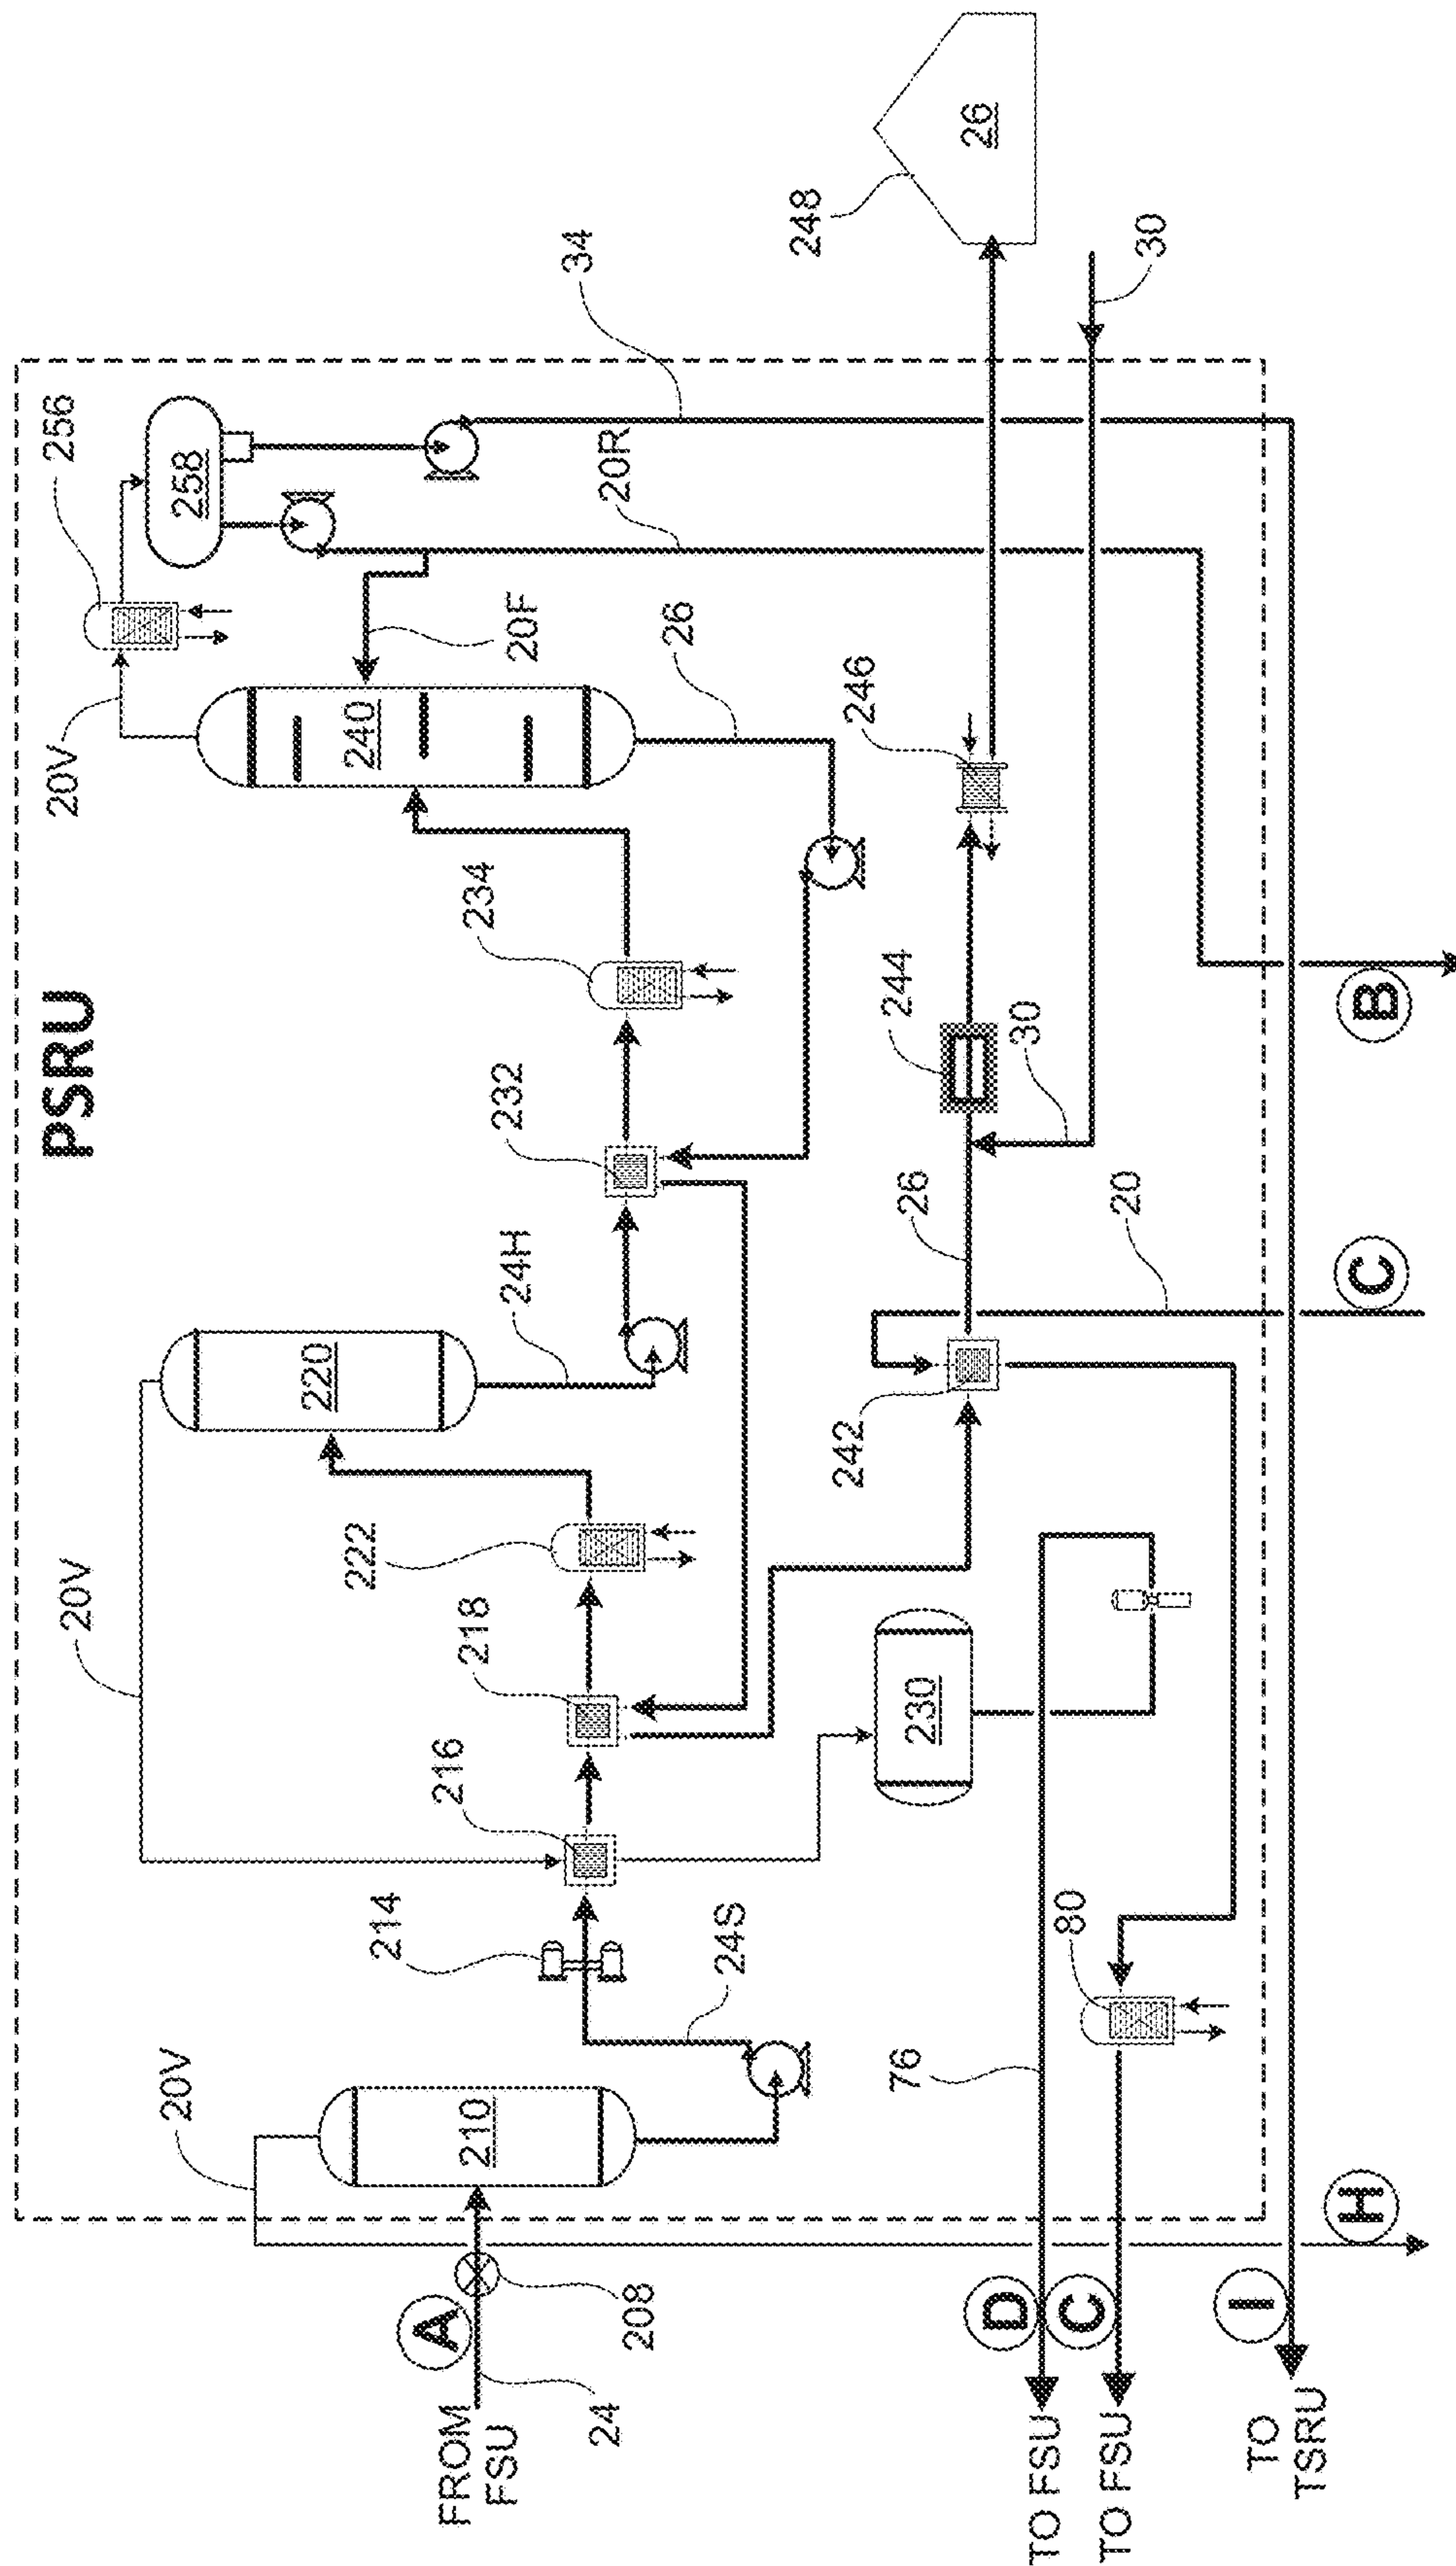 PSRU
20V
256
20V
20V
258
220
240
222
214
A
216
218
FROM
FSU
210
234
232
24H
20F
34
24
20R
208
26
24S
248
242
246
244
76
26
230
26
D
30
TO FSU
80
C
TO FSU
20
30
I
TO
TSRU
H
C
B